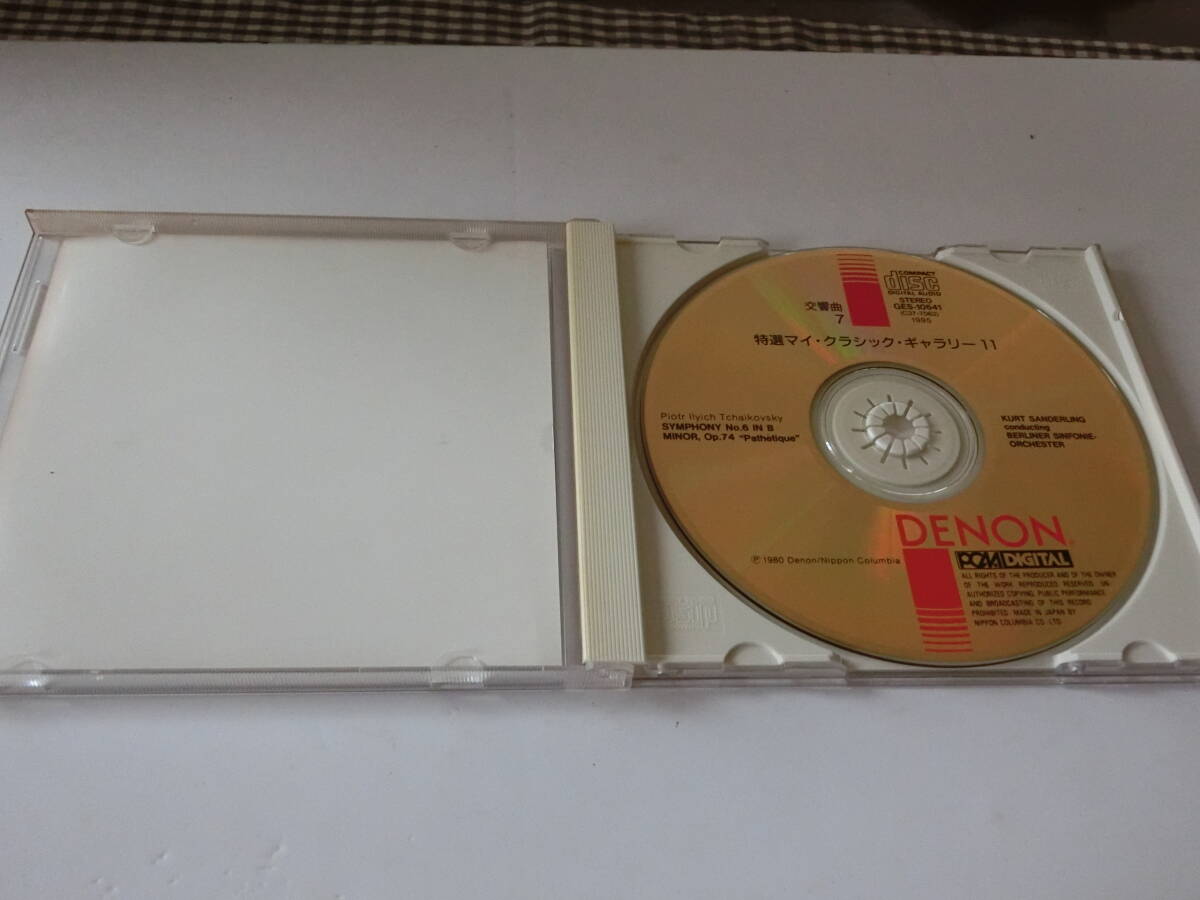 COMPACT
disc
DIGITAL AUDIO
STEREO
GES-10641
(C37-7062)
1995
交響曲
7
特選マイ・クラシック・ギャラリー 11
Piotr Ilyich Tchaikovsky
SYMPHONY No.6 IN B
MINOR, Op.74 "Pathetique"
KURT SANDERLING
conducting
BERLINER SINFONIE-
ORCHESTER
DENON
PCM DIGITAL
℗ 1980 Denon/Nippon Columbia
ALL RIGHTS OF THE PRODUCER AND OF THE OWNER
OF THE WORK REPRODUCED RESERVED. UN-
AUTHORIZED COPYING, PUBLIC PERFORMANCE
AND BROADCASTING OF THIS RECORD
PROHIBITED. MADE IN JAPAN BY
NIPPON COLUMBIA CO., LTD.